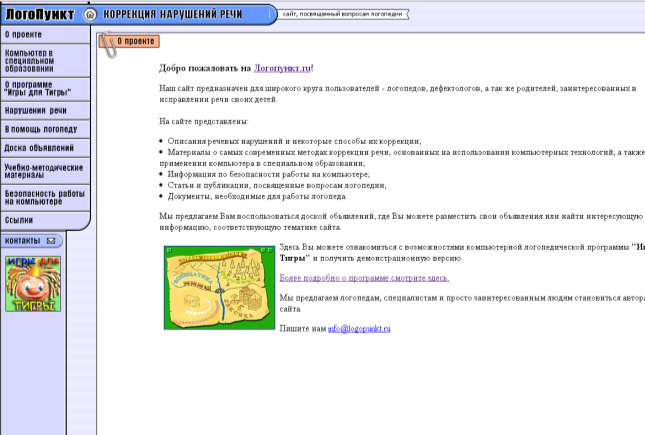 ЛогоПункт
КОРРЕКЦИЯ НАРУШЕНИЙ РЕЧИ
сайт, посвященный вопросам логопедии
О проекте
Компьютер в
специальном
образовании
О программе
"Игры для Тигры"
Нарушения речи
В помощь логопеду
Доска объявлений
Учебно-методические
материалы
Безопасность работы
на компьютере
Ссылки
контакты
ИГРЫ ДЛЯ
ТИГРЫ
О проекте
Добро пожаловать на Логопункт.ru!
Наш сайт предназначен для широкого круга пользователей - логопедов, дефектологов, а так же родителей, заинтересованных в
исправлении речи своих детей.
На сайте представлены:
• Описания речевых нарушений и некоторые способы их коррекции;
• Материалы о самых современных методах коррекции речи, основанных на использовании компьютерных технологий, а также
применении компьютера в специальном образовании;
• Информация по безопасности работы на компьютере;
• Статьи и публикации, посвященные вопросам логопедии;
• Документы, необходимые для работы логопеда.
Мы предлагаем Вам воспользоваться доской объявлений, где Вы можете разместить свои объявления или найти интересующую
информацию, соответствующую тематике сайта.
Здесь Вы можете ознакомиться с возможностями компьютерной логопедической программы
Тигры" и получить демонстрационную версию.
Более подробно о программе смотрите здесь.
Мы предлагаем логопедам, специалистам и просто заинтересованным людям становиться
сайта.
Пишите нам info@logopunkt.ru